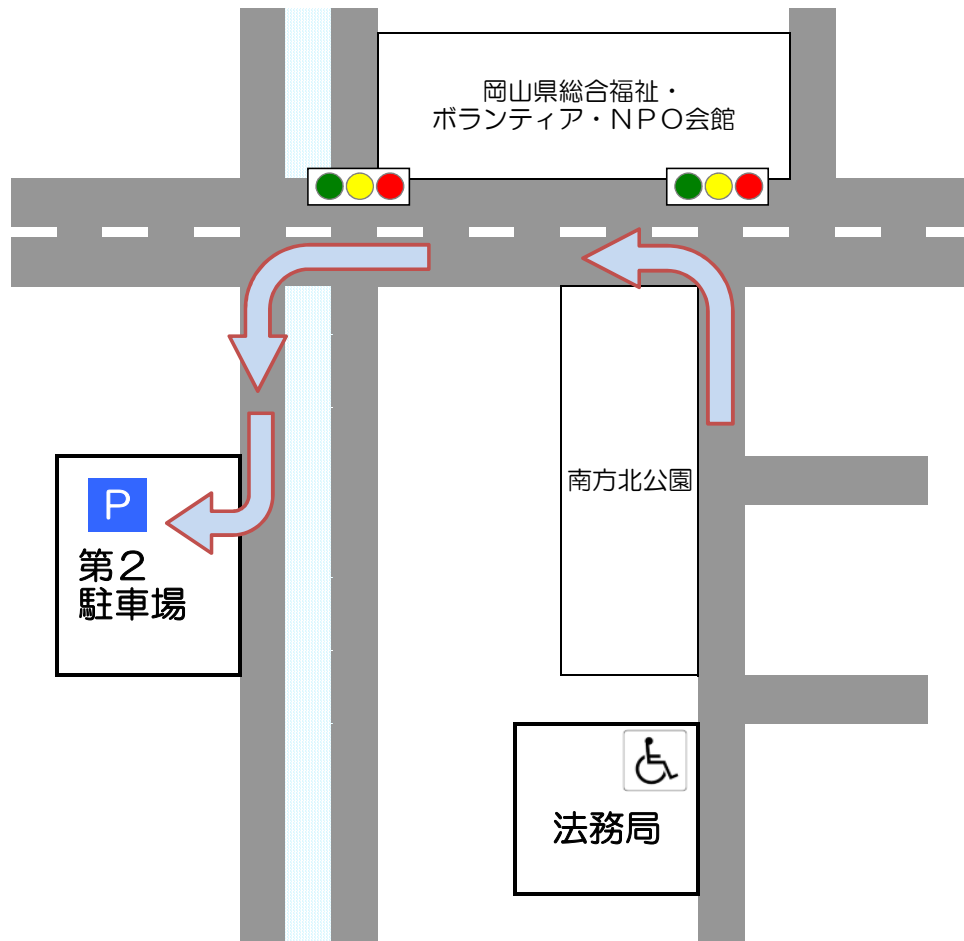 岡山県総合福祉・
ボランティア・ＮＰＯ会館
南方北公園
Ｐ
第２
駐車場
法務局